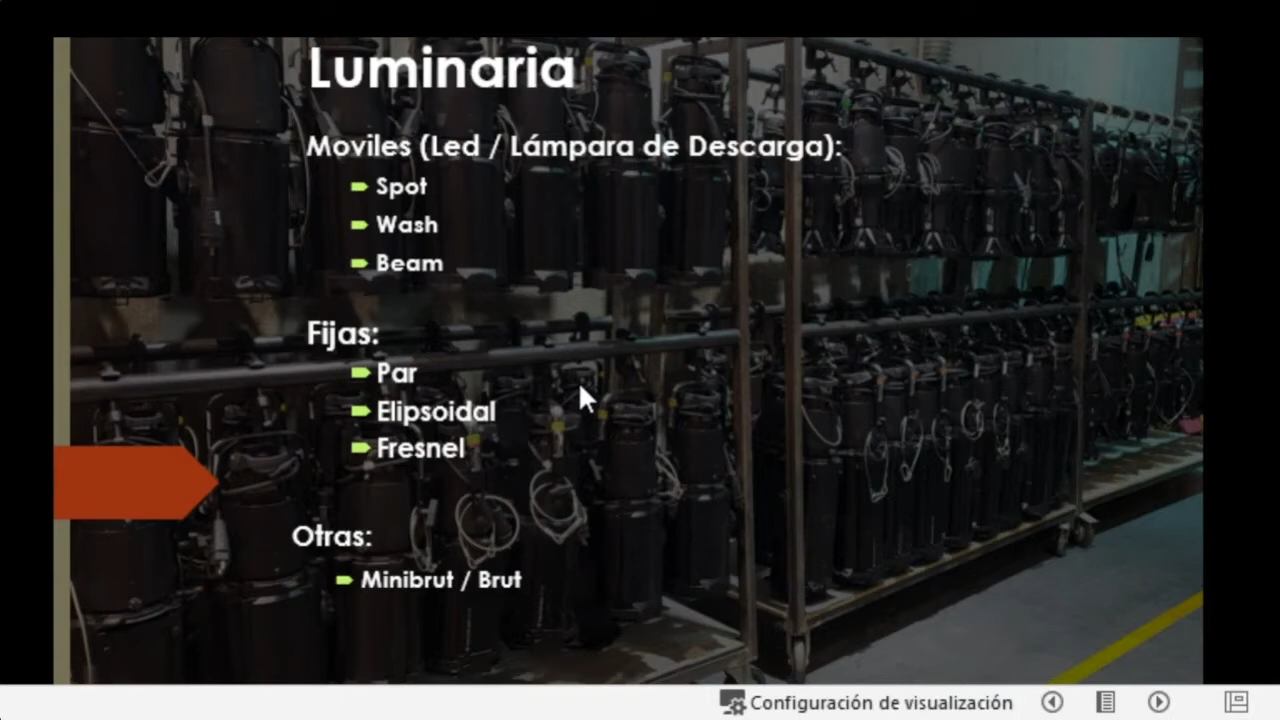 Luminaria
Moviles (Led / Lámpara de Descarga):
Spot
Wash
Beam
Fijas:
Par
Elipsoidal
Fresnel
Otras:
Minibrut / Brut
Configuración de visualización